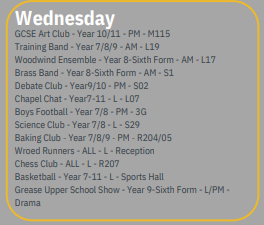 Wednesday
GCSE Art Club - Year 10/11 - PM - M115
Training Band - Year 7/8/9 - AM - L19
Woodwind Ensemble - Year 8-Sixth Form - AM - L17
Brass Band - Year 8-Sixth Form - AM - S1
Debate Club - Year9/10 - PM - S02
Chapel Chat - Year7-11 - L - L07
Boys Football - Year 7/8 - PM - 3G
Science Club - Year 7/8 - L - S29
Baking Club - Year 7/8/9 - PM - R204/05
Wroed Runners - ALL - L - Reception
Chess Club - ALL - L - R207
Basketball - Year 7-11 - L - Sports Hall
Grease Upper School Show - Year 9-Sixth Form - L/PM -
Drama